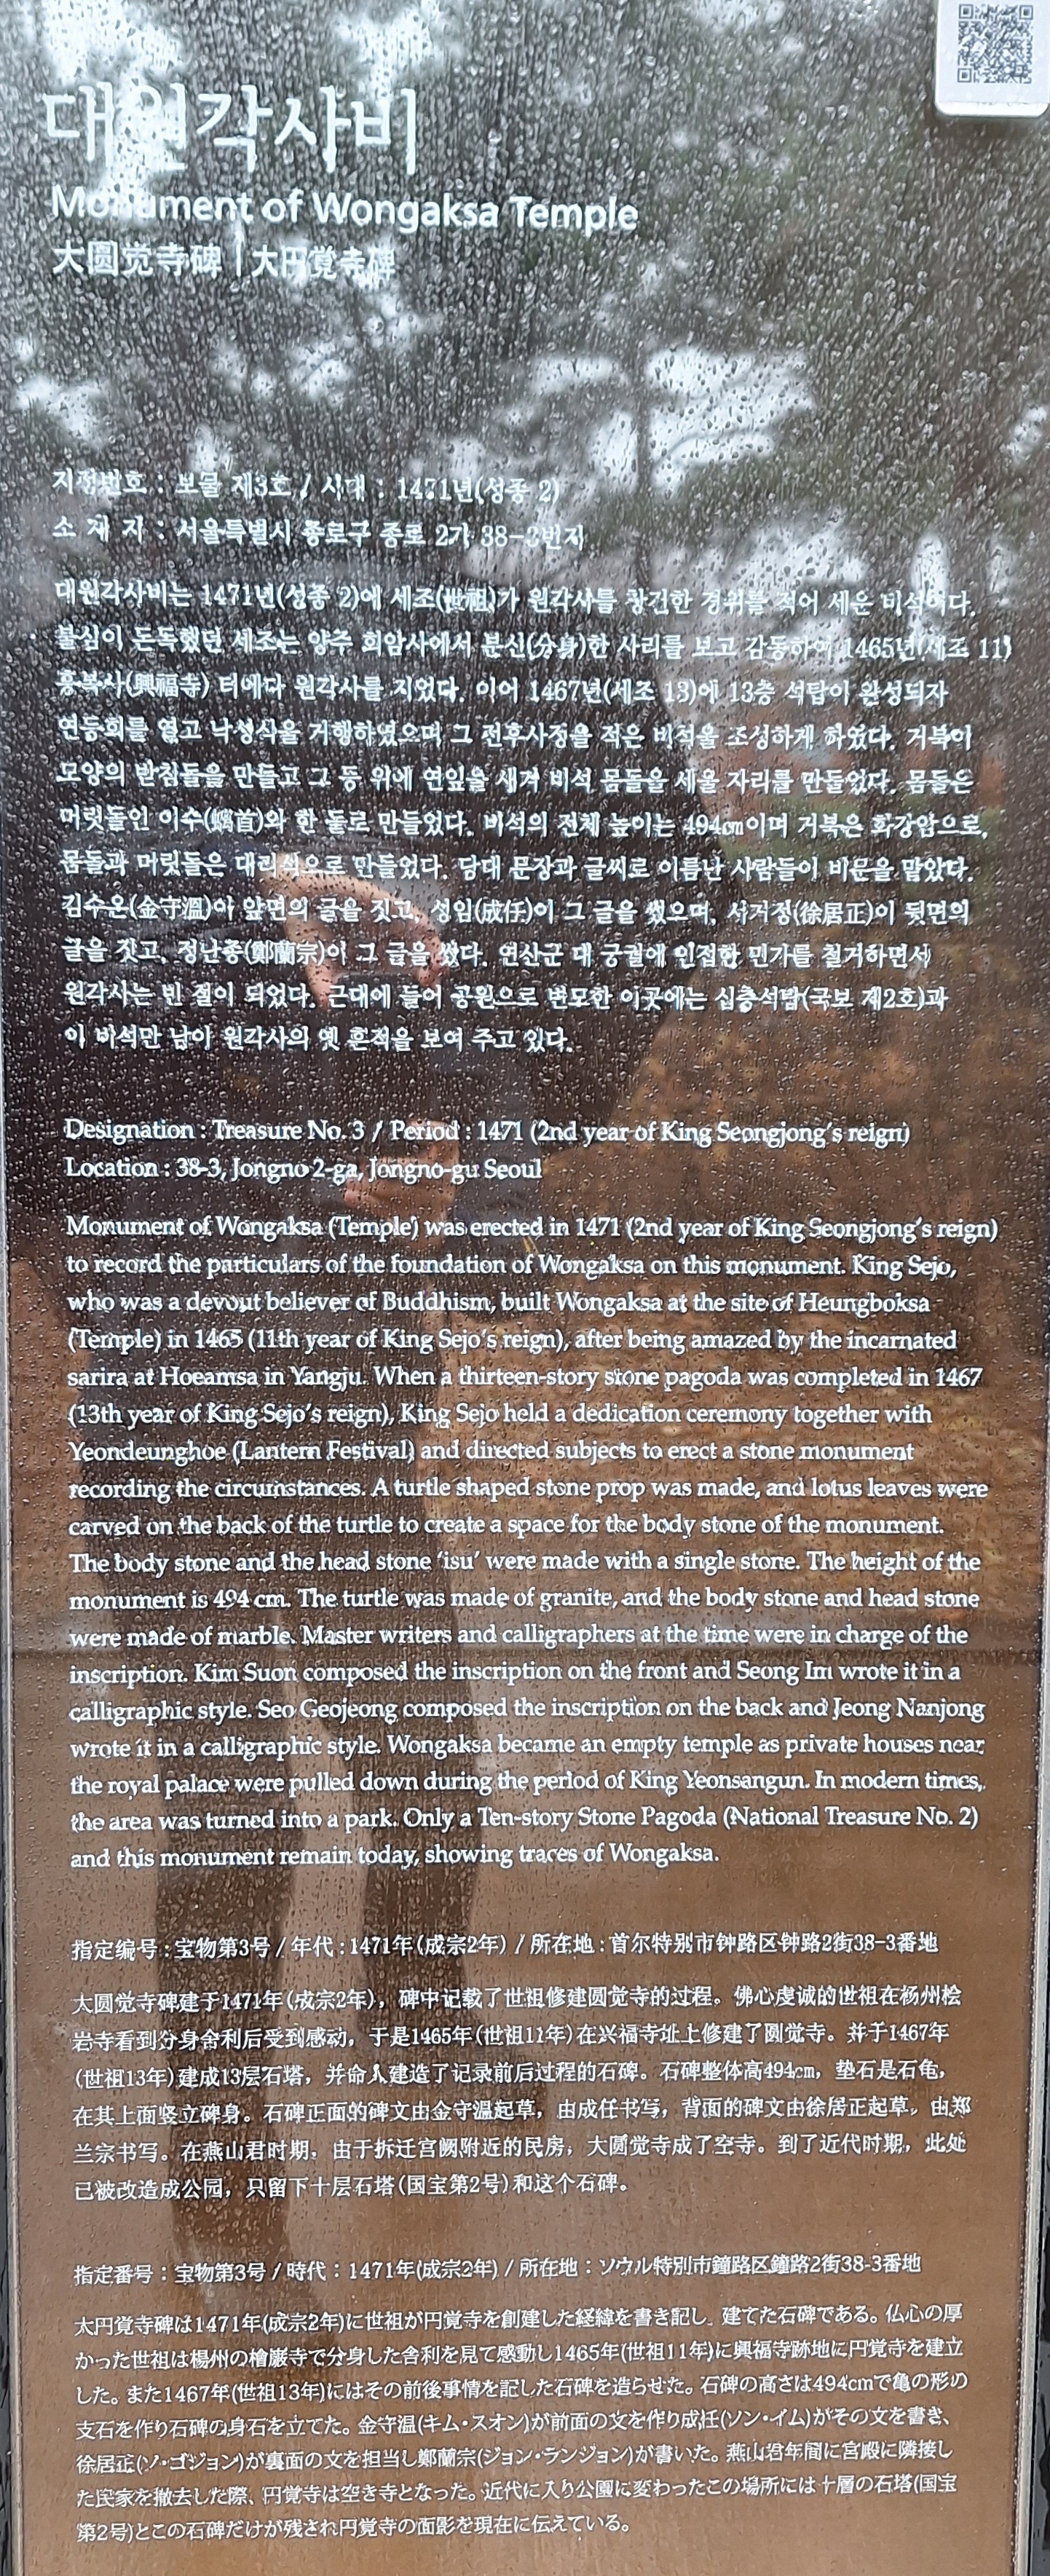 대원각사비
Monument of Wongaksa Temple
大圆觉寺碑 | 大円覚寺碑
지정번호 : 보물 제3호 / 시대 : 1471년(성종 2)
소 재 지 : 서울특별시 종로구 종로 2가 38-3번지
대원각사비는 1471년(성종 2)에 세조(世祖)가 원각사를 창건한 경위를 적어 세운 비석이다.
불심이 돈독했던 세조는 양주 회암사에서 분신(分身)한 사리를 보고 감동하여 1465년(세조 11)
흥복사(興福寺) 터에다 원각사를 지었다. 이어 1467년(세조 13)에 13층 석탑이 완성되자
연등회를 열고 낙성식을 거행하였으며 그 전후사정을 적은 비석을 조성하게 하였다. 거북이
모양의 받침돌을 만들고 그 등 위에 연잎을 새겨 비석 몸돌을 세울 자리를 만들었다. 몸돌은
머릿돌인 이수(螭首)와 한 돌로 만들었다. 비석의 전체 높이는 494㎝이며 거북은 화강암으로,
몸돌과 머릿돌은 대리석으로 만들었다. 당대 문장과 글씨로 이름난 사람들이 비문을 맡았다.
김수온(金守溫)이 앞면의 글을 짓고, 성임(成任)이 그 글을 썼으며, 서거정(徐居正)이 뒷면의
글을 짓고, 정난종(鄭蘭宗)이 그 글을 썼다. 연산군 대 궁궐에 인접한 민가를 철거하면서
원각사는 빈 절이 되었다. 근대에 들어 공원으로 변모한 이곳에는 십층석탑(국보 제2호)과
이 비석만 남아 원각사의 옛 흔적을 보여 주고 있다.
Designation : Treasure No. 3 / Period : 1471 (2nd year of King Seongjong's reign)
Location : 38-3, Jongno 2-ga, Jongno-gu Seoul
Monument of Wongaksa (Temple) was erected in 1471 (2nd year of King Seongjong's reign)
to record the particulars of the foundation of Wongaksa on this monument. King Sejo,
who was a devout believer of Buddhism, built Wongaksa at the site of Heungboksa
(Temple) in 1465 (11th year of King Sejo's reign), after being amazed by the incarnated
sarira at Hoeamsa in Yangju. When a thirteen-story stone pagoda was completed in 1467
(13th year of King Sejo's reign), King Sejo held a dedication ceremony together with
Yeondeunghoe (Lantern Festival) and directed subjects to erect a stone monument
recording the circumstances. A turtle shaped stone prop was made, and lotus leaves were
carved on the back of the turtle to create a space for the body stone of the monument.
The body stone and the head stone 'isu' were made with a single stone. The height of the
monument is 494 cm. The turtle was made of granite, and the body stone and head stone
were made of marble. Master writers and calligraphers at the time were in charge of the
inscription. Kim Suon composed the inscription on the front and Seong Im wrote it in a
calligraphic style. Seo Geojeong composed the inscription on the back and Jeong Nanjong
wrote it in a calligraphic style. Wongaksa became an empty temple as private houses near
the royal palace were pulled down during the period of King Yeonsangun. In modern times,
the area was turned into a park. Only a Ten-story Stone Pagoda (National Treasure No. 2)
and this monument remain today, showing traces of Wongaksa.
指定编号 : 宝物第3号 / 年代 : 1471年(成宗2年) / 所在地 : 首尔特别市钟路区钟路2街38-3番地
大圆觉寺碑建于1471年(成宗2年)，碑中记载了世祖修建圆觉寺的过程。佛心虔诚的世祖在杨州桧
岩寺看到分身舍利后受到感动，于是1465年(世祖11年)在兴福寺址上修建了圆觉寺。并于1467年
(世祖13年)建成13层石塔，并命人建造了记录前后过程的石碑。石碑整体高494cm，垫石是石龟，
在其上面竖立碑身。石碑正面的碑文由金守温起草，由成任书写，背面的碑文由徐居正起草，由郑
兰宗书写。在燕山君时期，由于拆迁宫阙附近的民房，大圆觉寺成了空寺。到了近代时期，此处
已被改造成公园，只留下十层石塔(国宝第2号)和这个石碑。
指定番号 : 宝物第3号 / 時代 : 1471年(成宗2年) / 所在地 : ソウル特別市鐘路区鐘路2街38-3番地
大円覚寺碑は1471年(成宗2年)に世祖が円覚寺を創建した経緯を書き記し、建てた石碑である。仏心の厚
かった世祖は楊州の檜巌寺で分身した舎利を見て感動し1465年(世祖11年)に興福寺跡地に円覚寺を建立
した。また1467年(世祖13年)にはその前後事情を記した石碑を造らせた。石碑の高さは494cmで亀の形の
支石を作り石碑の身石を立てた。金守温(キム・スオン)が前面の文を作り成任(ソン・イム)がその文を書き、
徐居正(ソ・ゴジョン)が裏面の文を担当し鄭蘭宗(ジョン・ランジョン)が書いた。燕山君年間に宮殿に隣接し
た民家を撤去した際、円覚寺は空き寺となった。近代に入り公園に変わったこの場所には十層の石塔(国宝
第2号)とこの石碑だけが残され円覚寺の面影を現在に伝えている。